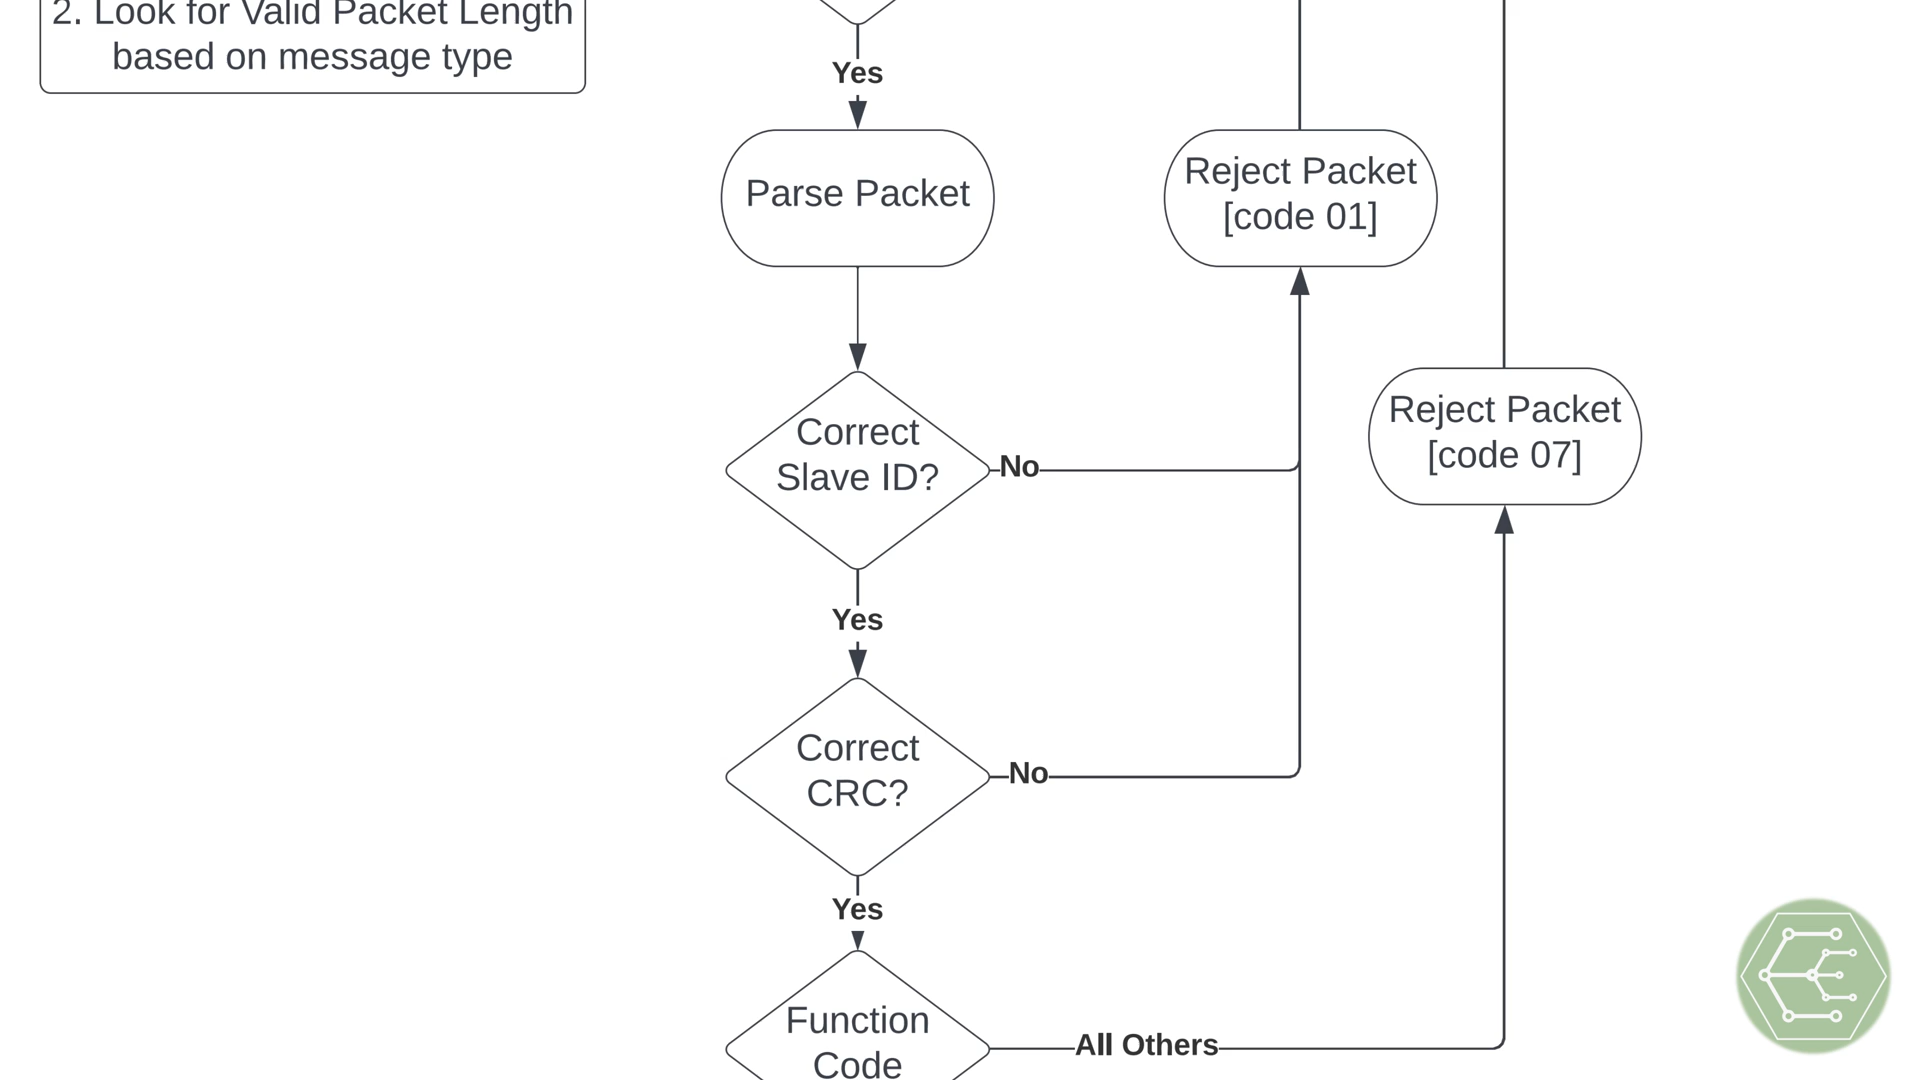 2. Look for Valid Packet Length
based on message type
Yes
Parse Packet
Reject Packet
[code 01]
Correct
Slave ID?
No
Reject Packet
[code 07]
Yes
Correct
CRC?
No
Yes
Function
Code
All Others